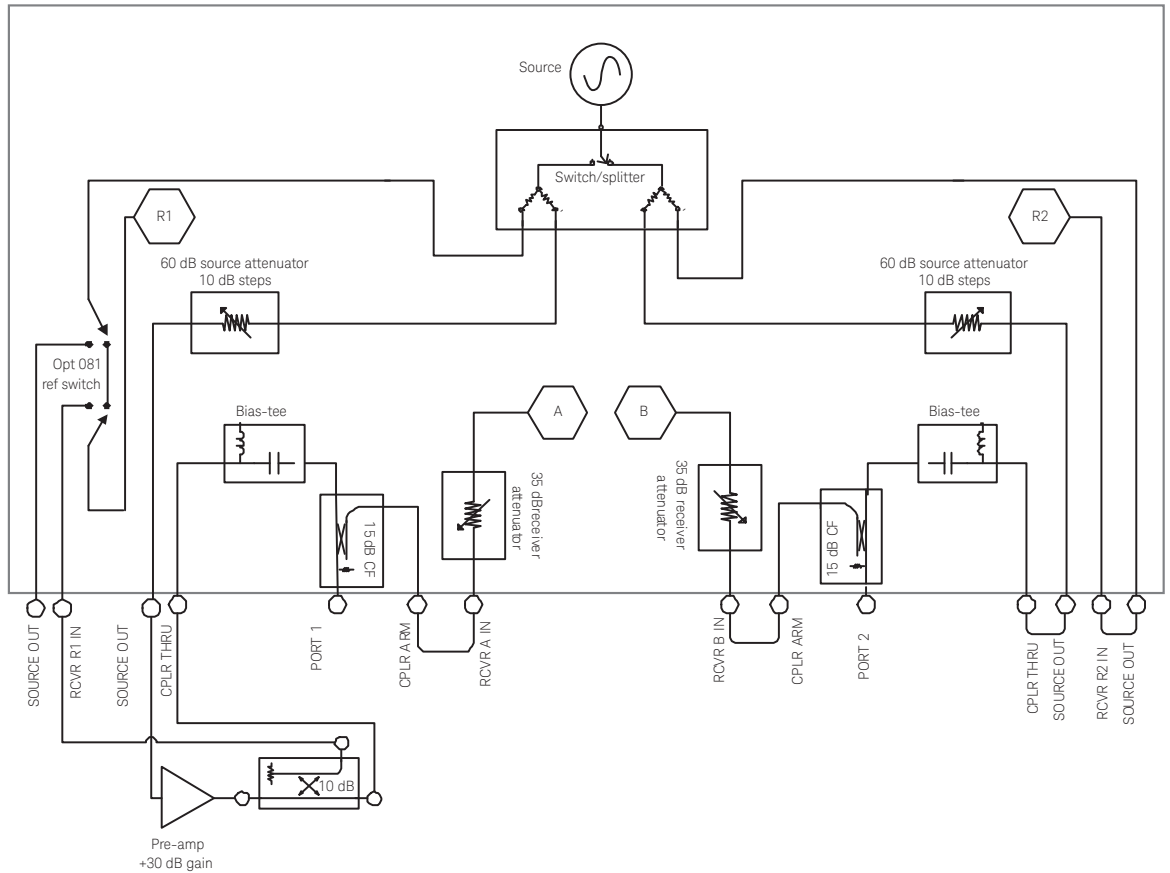 Source
Switch/splitter
R1
R2
60 dB source attenuator
10 dB steps
60 dB source attenuator
10 dB steps
Opt 081
ref switch
Bias-tee
A
B
Bias-tee
15 dB CF
35 dBreceiver
attenuator
35 dB receiver
attenuator
15 dB CF
SOURCE OUT
RCVR R1 IN
SOURCE OUT
CPLR THRU
PORT 1
CPLR ARM
RCVR A IN
RCVR B IN
CPLR ARM
PORT 2
CPLR THRU
SOURCE OUT
RCVR R2 IN
SOURCE OUT
10 dB
Pre-amp
+30 dB gain